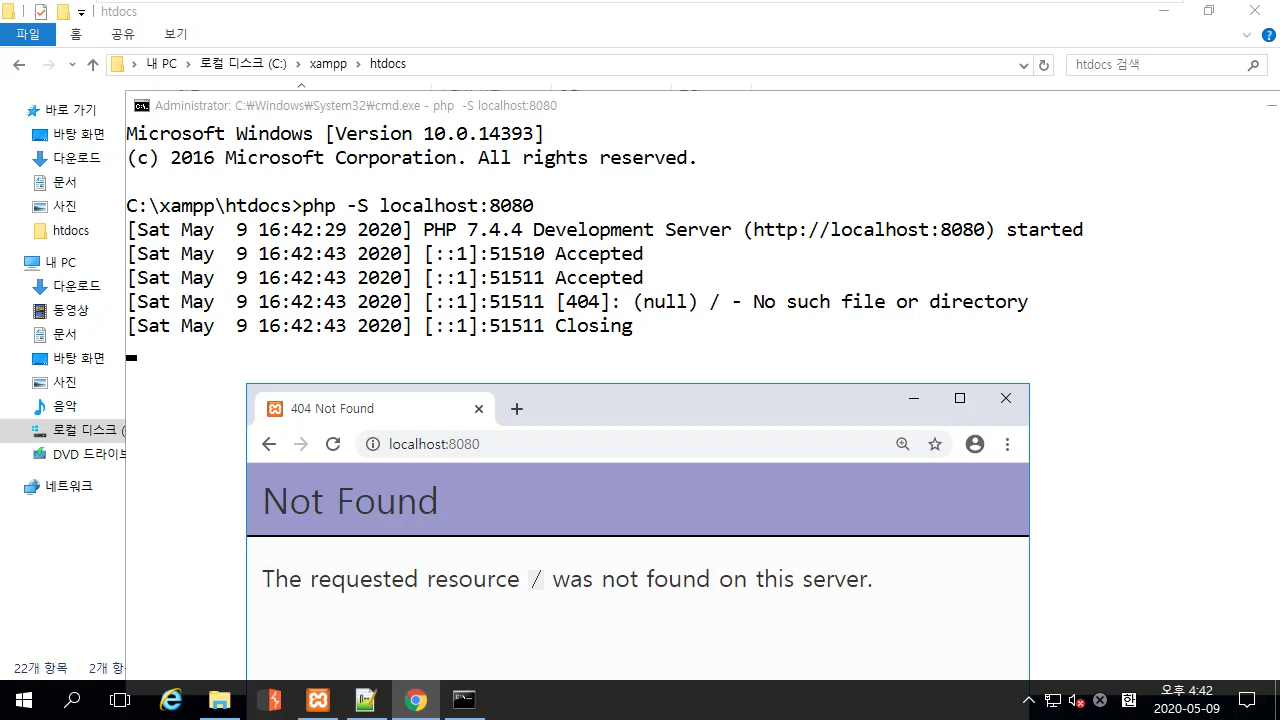 htdocs
파일 홈 공유 보기
내 PC 로컬 디스크 (C:) xampp htdocs
htdocs 검색
바로 가기
바탕 화면
다운로드
문서
사진
htdocs
내 PC
다운로드
동영상
문서
바탕 화면
사진
음악
로컬 디스크 (
DVD 드라이브
네트워크
22개 항목 2개 항
Administrator: C:₩Windows₩System32₩cmd.exe - php  -S localhost:8080
Microsoft Windows [Version 10.0.14393]
(c) 2016 Microsoft Corporation. All rights reserved.
C:\xampp\htdocs>php -S localhost:8080
[Sat May  9 16:42:29 2020] PHP 7.4.4 Development Server (http://localhost:8080) started
[Sat May  9 16:42:43 2020] [::1]:51510 Accepted
[Sat May  9 16:42:43 2020] [::1]:51511 Accepted
[Sat May  9 16:42:43 2020] [::1]:51511 [404]: (null) / - No such file or directory
[Sat May  9 16:42:43 2020] [::1]:51511 Closing
404 Not Found
localhost:8080
Not Found
The requested resource / was not found on this server.
한
오후 4:42
2020-05-09